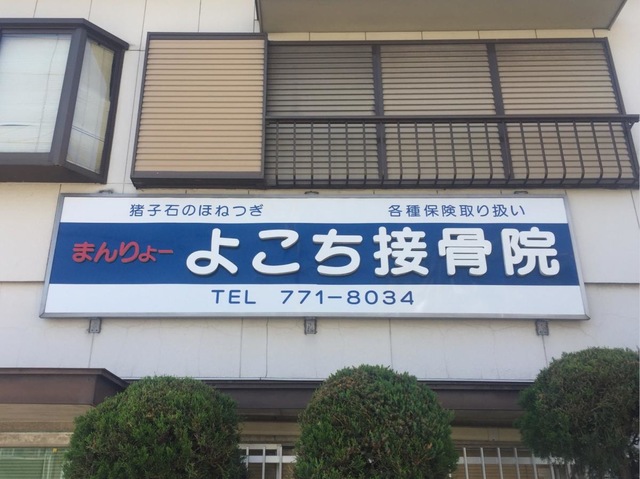 猪子石のほねつぎ 各種保険取り扱い
まんりょー よこち接骨院
TEL 771-8034